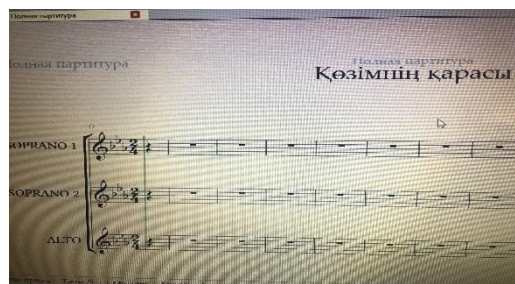 Полная партитура
Полная партитура
Полная партитура
Көзімнің қарасы
SOPRANO 1
SOPRANO 2
ALTO